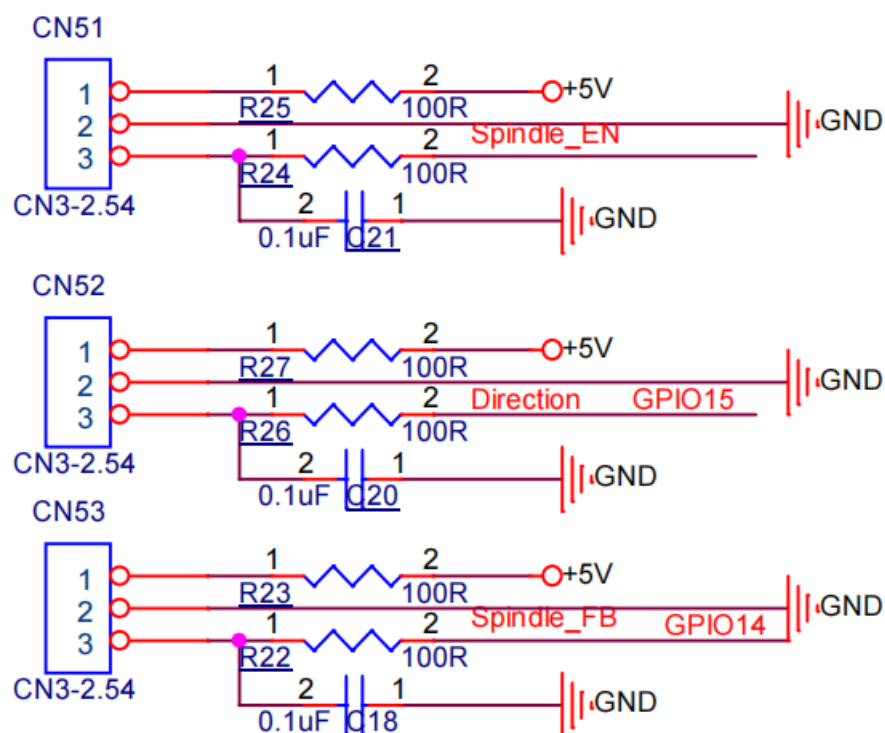 CN51
1 1 2 +5V
R25 100R
2 GND
Spindle_EN
3 1 2
R24 100R
CN3-2.54
2 1 GND
0.1uF C21
CN52
1 1 2 +5V
R27 100R
2 GND
3 1 2 Direction GPIO15
R26 100R
CN3-2.54
2 1 GND
0.1uF C20
CN53
1 1 2 +5V
R23 100R
2 GND
3 1 2 Spindle_FB GPIO14
R22 100R
CN3-2.54
2 1 GND
0.1uF C18